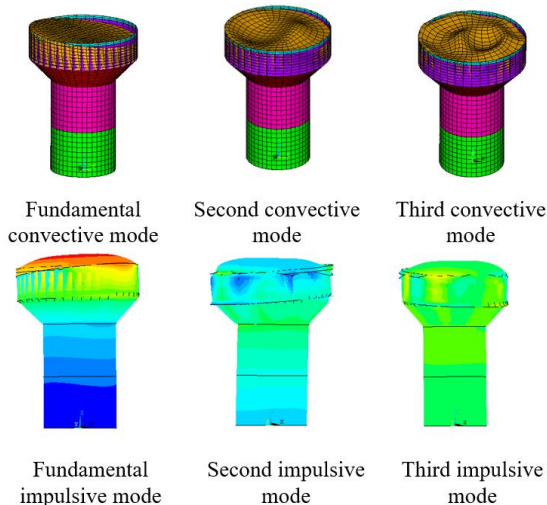 Fundamental
convective mode
Second convective
mode
Third convective
mode
Fundamental
impulsive mode
Second impulsive
mode
Third impulsive
mode